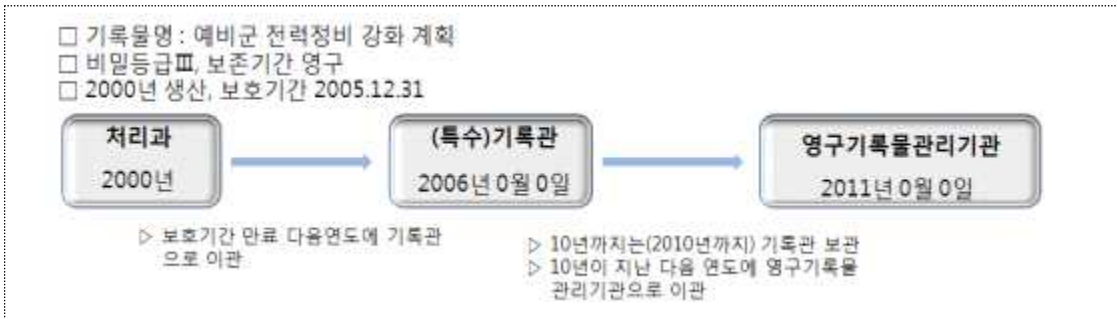 □ 기록물명 : 예비군 전력정비 강화 계획
□ 비밀등급Ⅲ, 보존기간 영구
□ 2000년 생산, 보호기간 2005.12.31
처리과
2000년
(특수)기록관
2006년 0월 0일
영구기록물관리기관
2011년 0월 0일
▷ 보호기간 만료 다음연도에 기록관
으로 이관
▷ 10년까지는(2010년까지) 기록관 보관
▷ 10년이 지난 다음 연도에 영구기록물
관리기관으로 이관